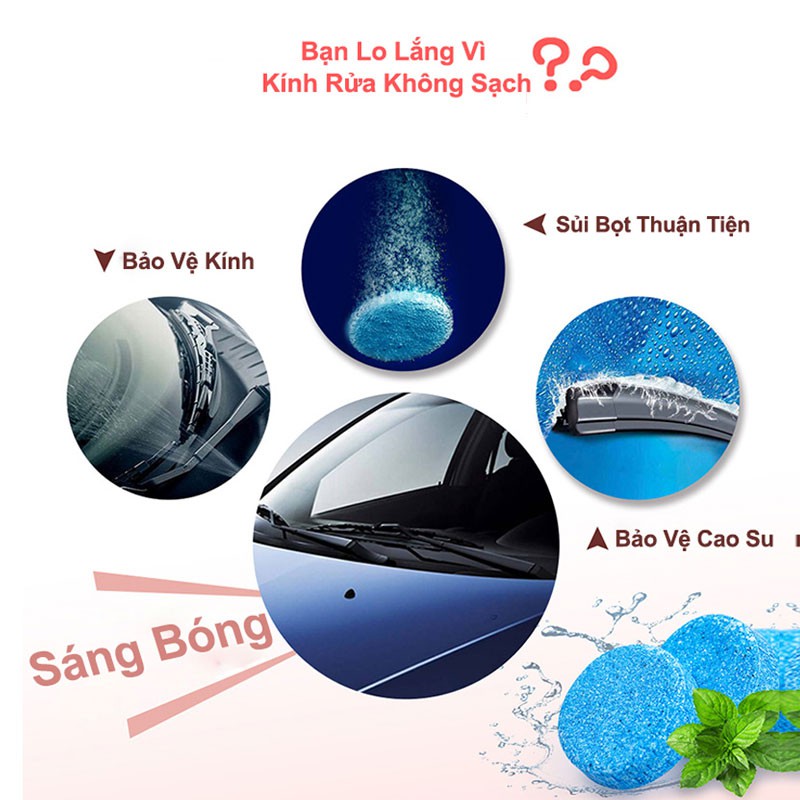 Bạn Lo Lắng Vì
Kính Rửa Không Sạch ??
Sủi Bọt Thuận Tiện
Bảo Vệ Kính
Bảo Vệ Cao Su
Sáng Bóng